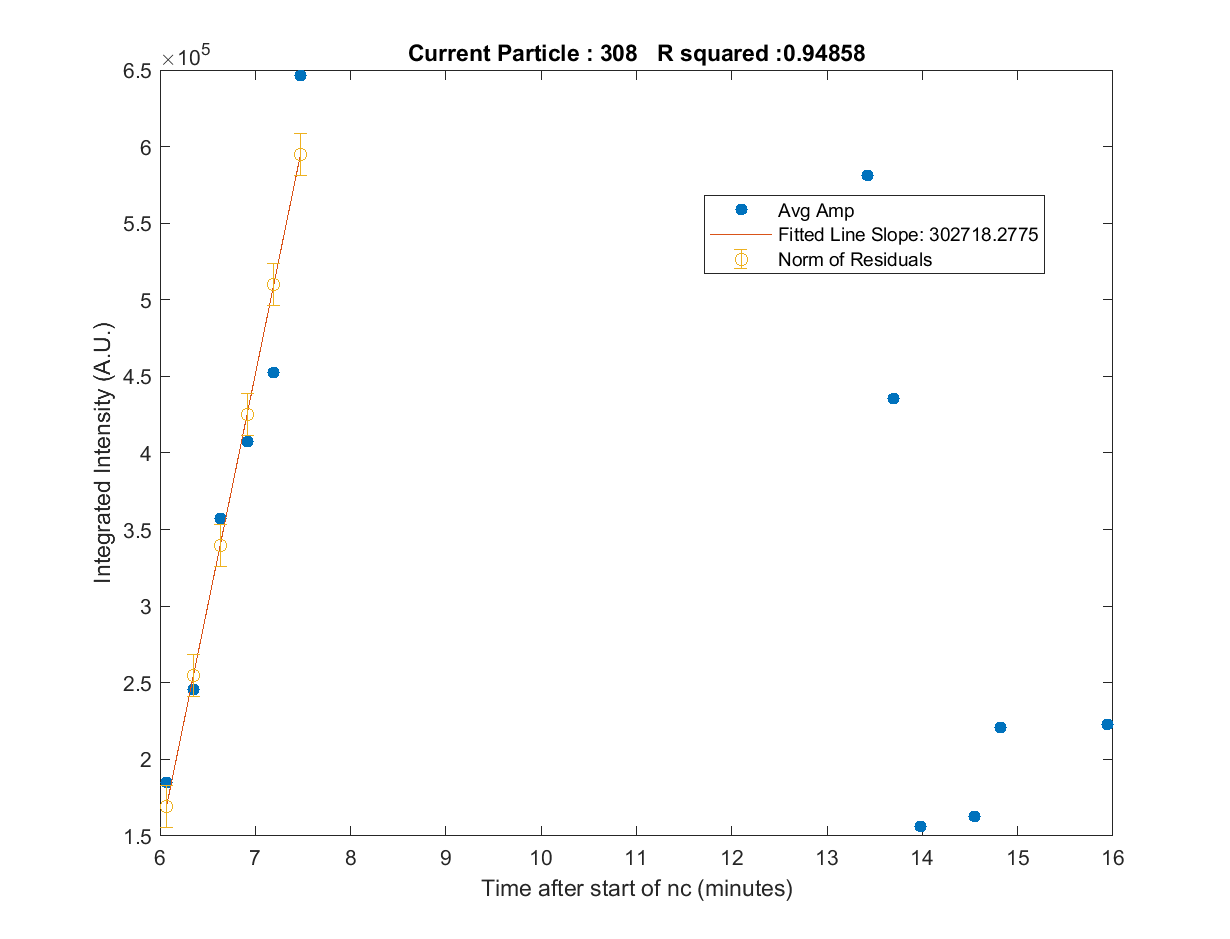 Current Particle : 308 R squared :0.94858
×10^5
6.5
6
5.5
5
4.5
4
3.5
3
2.5
2
1.5
Integrated Intensity (A.U.)
Avg Amp
Fitted Line Slope: 302718.2775
Norm of Residuals
6 7 8 9 10 11 12 13 14 15 16
Time after start of nc (minutes)